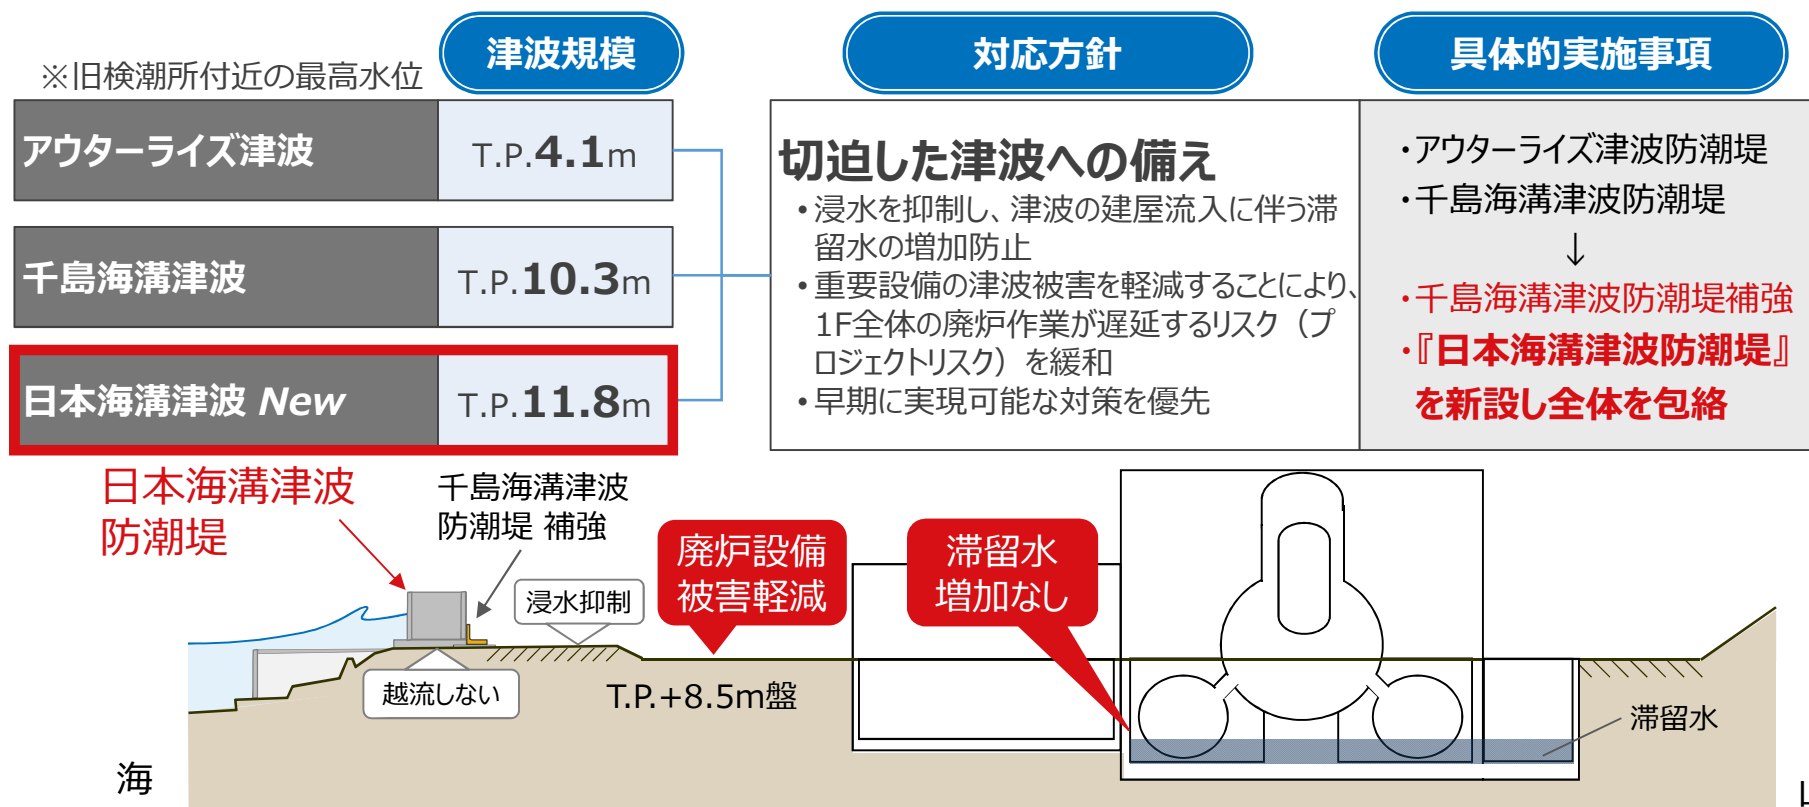 津波規模
対応方針
具体的実施事項
※旧検潮所付近の最高水位
アウターライズ津波
T.P.4.1m
千島海溝津波
T.P.10.3m
日本海溝津波 New
T.P.11.8m
切迫した津波への備え
•浸水を抑制し、津波の建屋流入に伴う滞
留水の増加防止
•重要設備の津波被害を軽減することにより、
1F全体の廃炉作業が遅延するリスク（プ
ロジェクトリスク）を緩和
•早期に実現可能な対策を優先
・アウターライズ津波防潮堤
・千島海溝津波防潮堤
↓
・千島海溝津波防潮堤補強
・『日本海溝津波防潮堤』
を新設し全体を包絡
日本海溝津波
防潮堤
千島海溝津波
防潮堤 補強
浸水抑制
越流しない
廃炉設備
被害軽減
滞留水
増加なし
T.P.+8.5m盤
滞留水
海